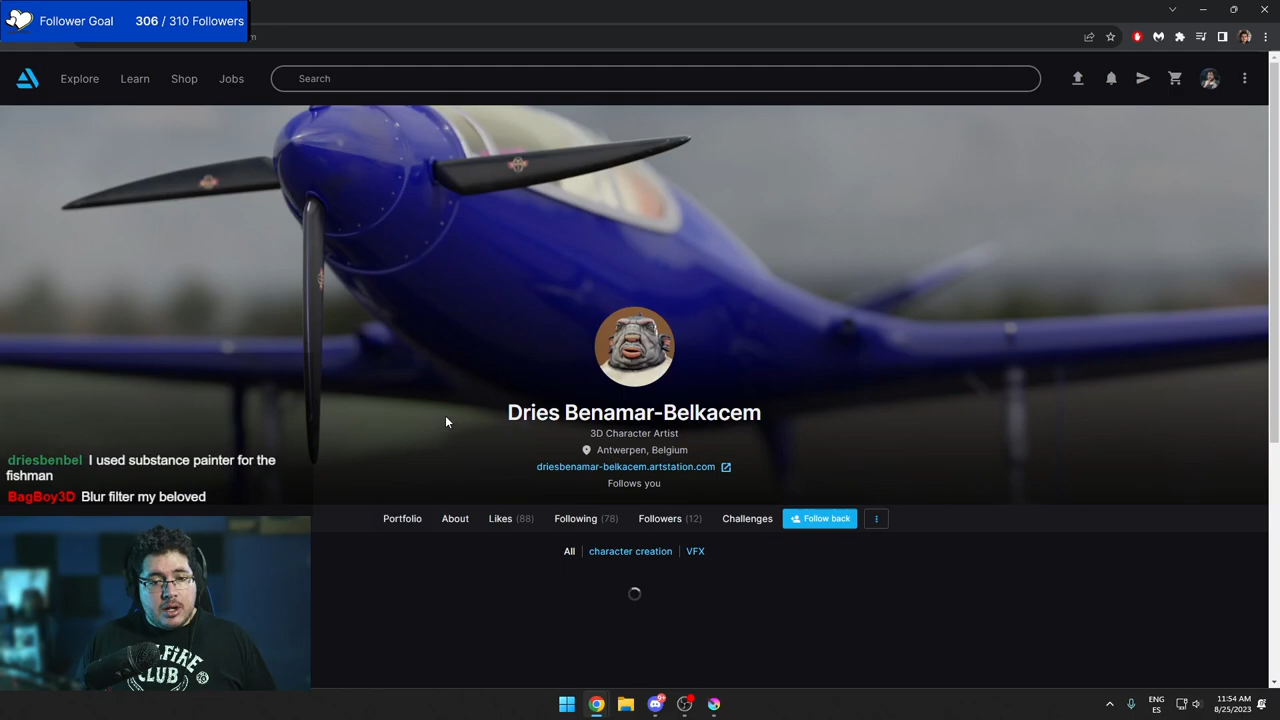 Follower Goal 306 / 310 Followers
m
Explore Learn Shop Jobs Search
Dries Benamar-Belkacem
3D Character Artist
Antwerpen, Belgium
driesbenamar-belkacem.artstation.com
Follows you
driesbenbel I used substance painter for the
fishman
BagBoy3D Blur filter my beloved
Portfolio About Likes (88) Following (78) Followers (12) Challenges Follow back
All character creation VFX
CLUB
9+
ENG
ES
11:54 AM
8/25/2023